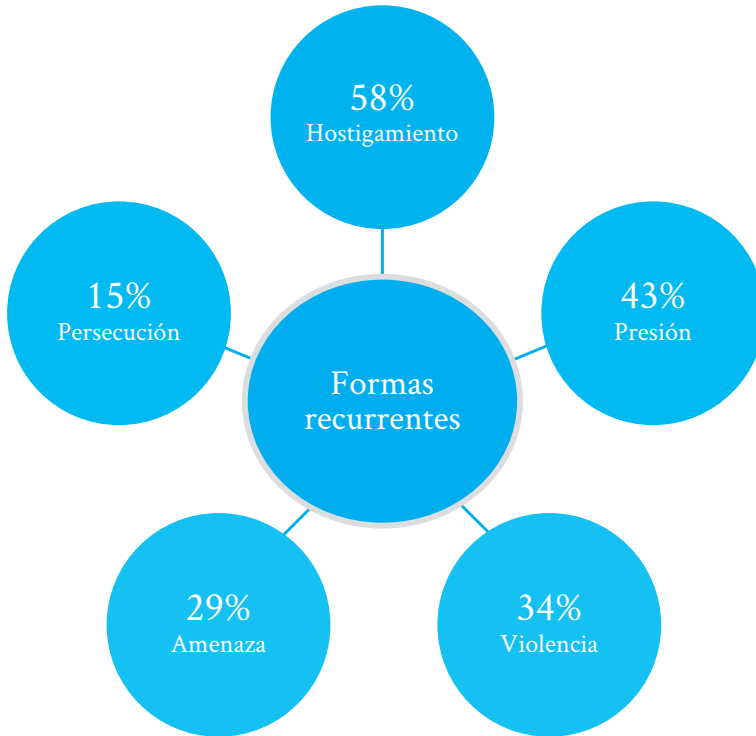 58%
Hostigamiento
15%
Persecución
43%
Presión
Formas
recurrentes
29%
Amenaza
34%
Violencia